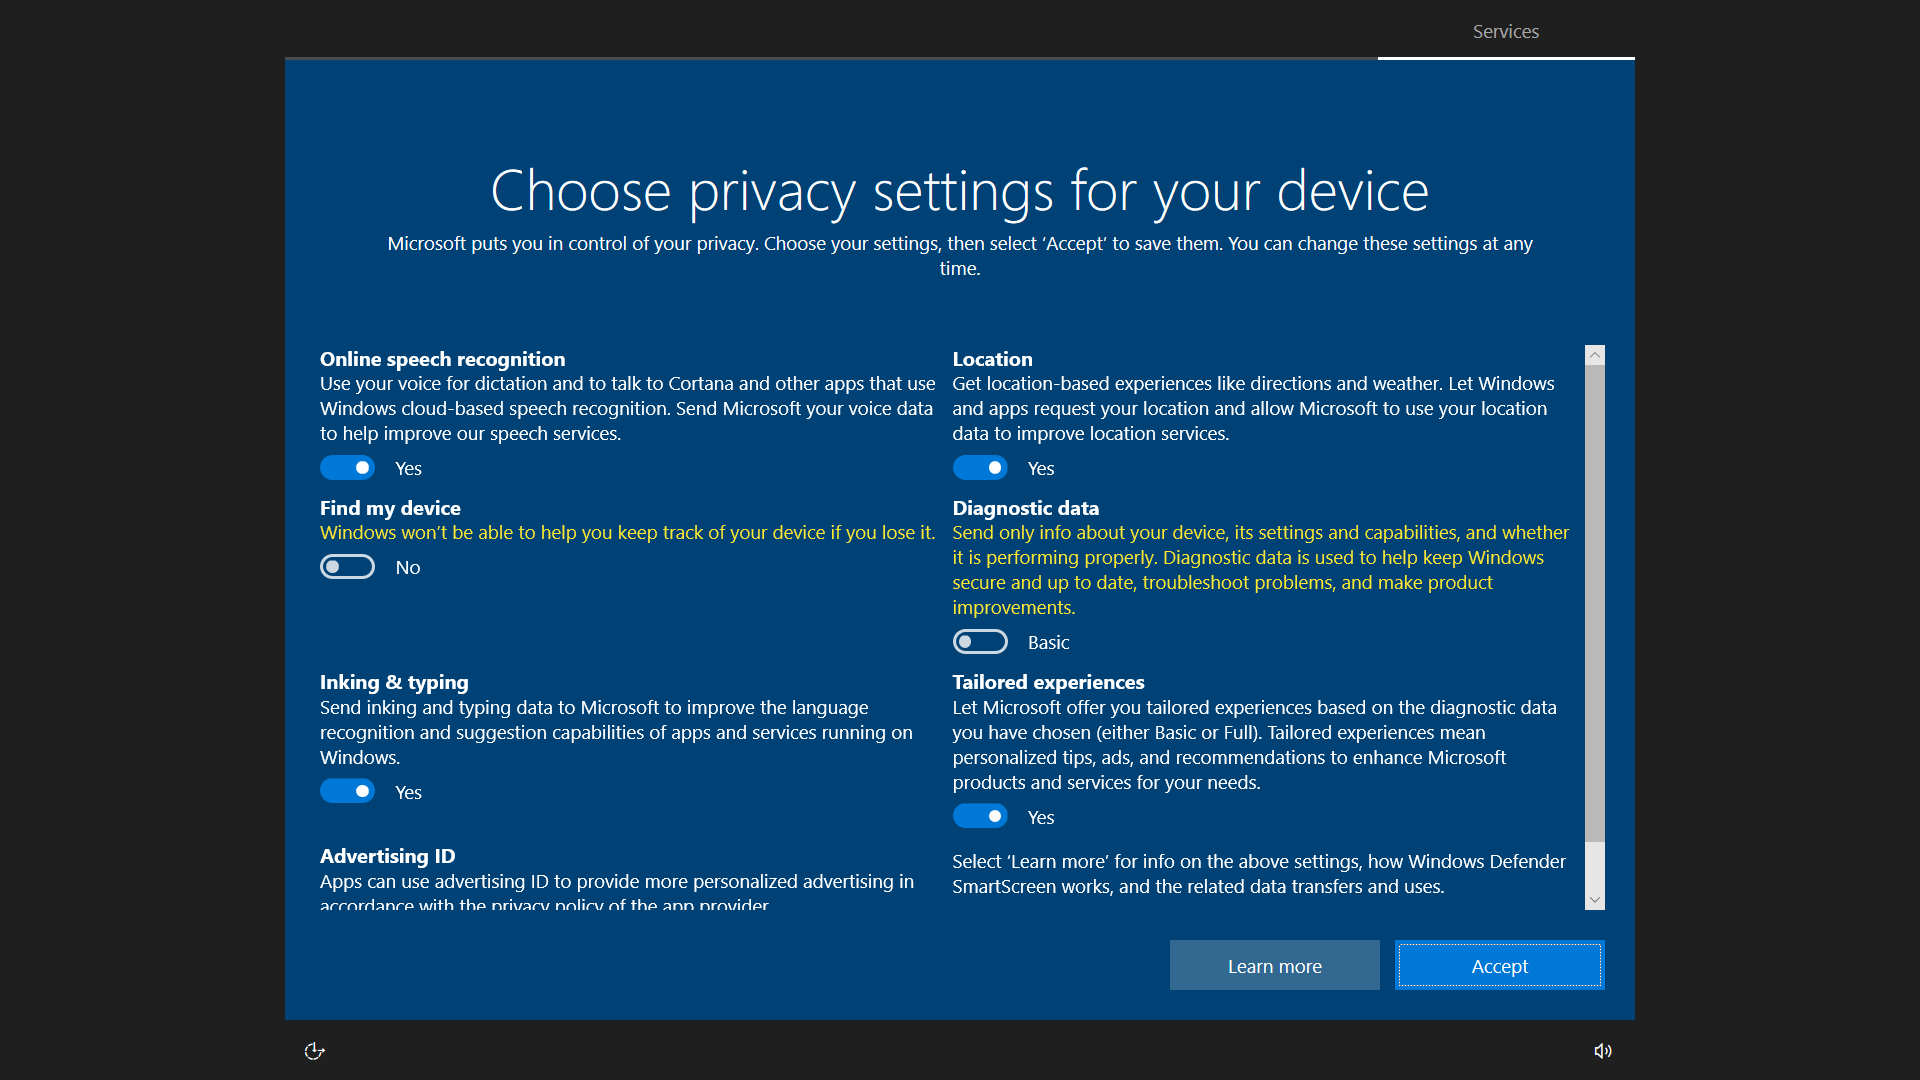 Services
Choose privacy settings for your device
Microsoft puts you in control of your privacy. Choose your settings, then select ‘Accept’ to save them. You can change these settings at any
time.
Online speech recognition
Use your voice for dictation and to talk to Cortana and other apps that use
Windows cloud-based speech recognition. Send Microsoft your voice data
to help improve our speech services.
Yes
Location
Get location-based experiences like directions and weather. Let Windows
and apps request your location and allow Microsoft to use your location
data to improve location services.
Yes
Find my device
Windows won’t be able to help you keep track of your device if you lose it.
No
Diagnostic data
Send only info about your device, its settings and capabilities, and whether
it is performing properly. Diagnostic data is used to help keep Windows
secure and up to date, troubleshoot problems, and make product
improvements.
Basic
Inking & typing
Send inking and typing data to Microsoft to improve the language
recognition and suggestion capabilities of apps and services running on
Windows.
Yes
Tailored experiences
Let Microsoft offer you tailored experiences based on the diagnostic data
you have chosen (either Basic or Full). Tailored experiences mean
personalized tips, ads, and recommendations to enhance Microsoft
products and services for your needs.
Yes
Advertising ID
Apps can use advertising ID to provide more personalized advertising in
accordance with the privacy policy of the app provider
Select ‘Learn more’ for info on the above settings, how Windows Defender
SmartScreen works, and the related data transfers and uses.
Learn more
Accept